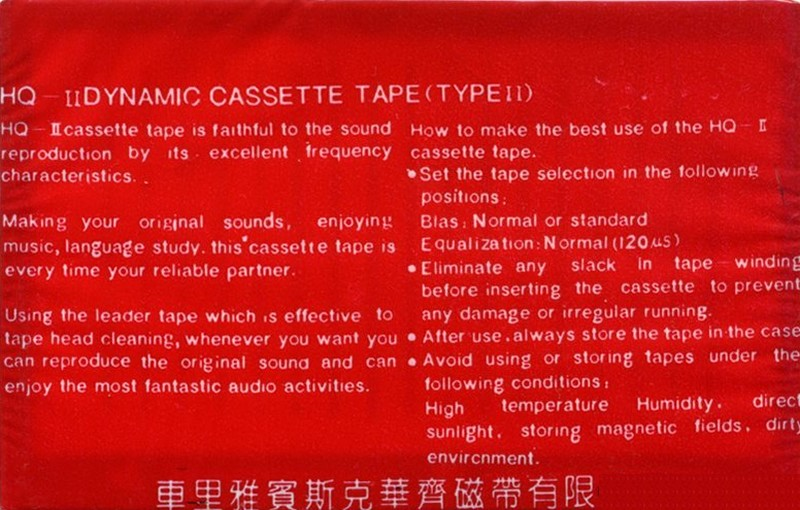 HQ-IIDYNAMIC CASSETTE TAPE(TYPEII)
HQ-IIcassette tape is faithful to the sound
reproduction by its excellent frequency
characteristics.
Making your original sounds, enjoying
music, language study. this cassette tape is
every time your reliable partner.
Using the leader tape which is effective to
tape head cleaning, whenever you want you
can reproduce the original sound and can
enjoy the most fantastic audio activities.
How to make the best use of the HQ-II
cassette tape.
•Set the tape selection in the following
positions:
Bias: Normal or standard
Equalization: Normal (120µs)
•Eliminate any slack in tape winding
before inserting the cassette to prevent
any damage or irregular running.
•After use, always store the tape in the case
•Avoid using or storing tapes under the
following conditions:
High temperature Humidity, direct
sunlight, storing magnetic fields, dirty
envircnment.
車里雅賓斯克華齊磁帶有限